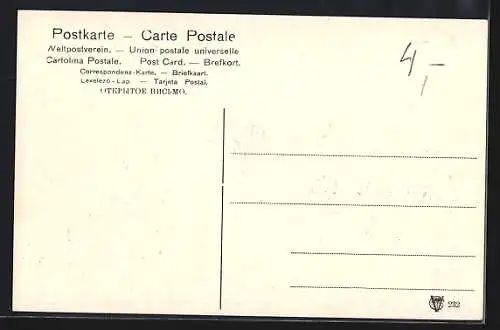 Postkarte — Carte Postale
Weltpostverein. — Union postale universelle
Cartolina Postale. Post Card. — Brefkort.
Correspondenz-Karte. — Briefkaart.
Levelező-Lap. — Tarjeta Postal.
ОТКРЫТОЕ ПИСЬМО.
4,-
232